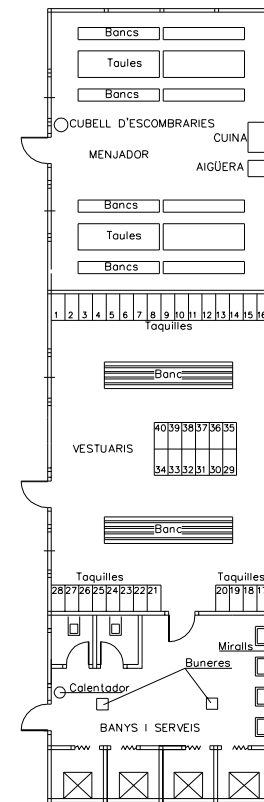 Bancs
Taules
Bancs
CUBELL D'ESCOMBRARIES
CUINA
MENJADOR
AIGÜERA
Bancs
Taules
Bancs
1 2 3 4 5 6 7 8 9 10 11 12 13 14 15 16
Taquilles
Banc
40 39 38 37 36 35
VESTUARIS
34 33 32 31 30 29
Banc
Taquilles Taquilles
28 27 26 25 24 23 22 21 20 19 18 17
Miralls
Buneres
Calentador
BANYS I SERVEIS